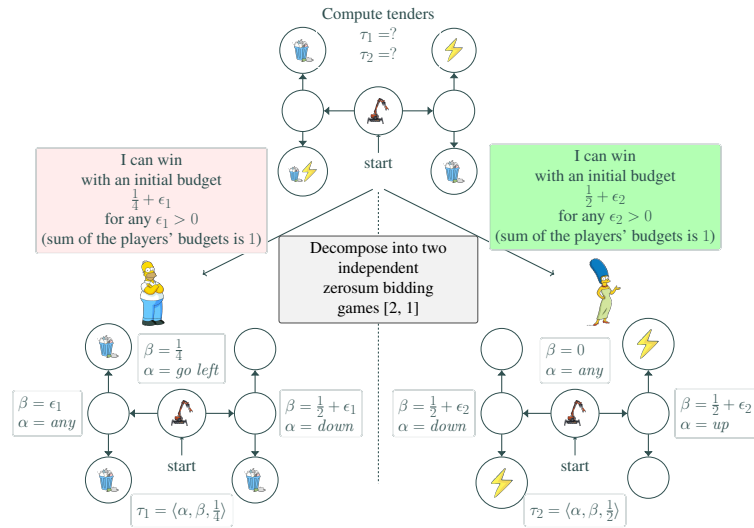 Compute tenders
τ₁ =?
τ₂ =?
start
I can win
with an initial budget
1/4 + ϵ₁
for any ϵ₁ > 0
(sum of the players' budgets is 1)
I can win
with an initial budget
1/2 + ϵ₂
for any ϵ₂ > 0
(sum of the players' budgets is 1)
Decompose into two
independent
zerosum bidding
games [2, 1]
β = 1/4
α = go left
β = ϵ₁
α = any
β = 1/2 + ϵ₁
α = down
start
τ₁ = ⟨α, β, 1/4⟩
β = 0
α = any
β = 1/2 + ϵ₂
α = down
β = 1/2 + ϵ₂
α = up
start
τ₂ = ⟨α, β, 1/2⟩